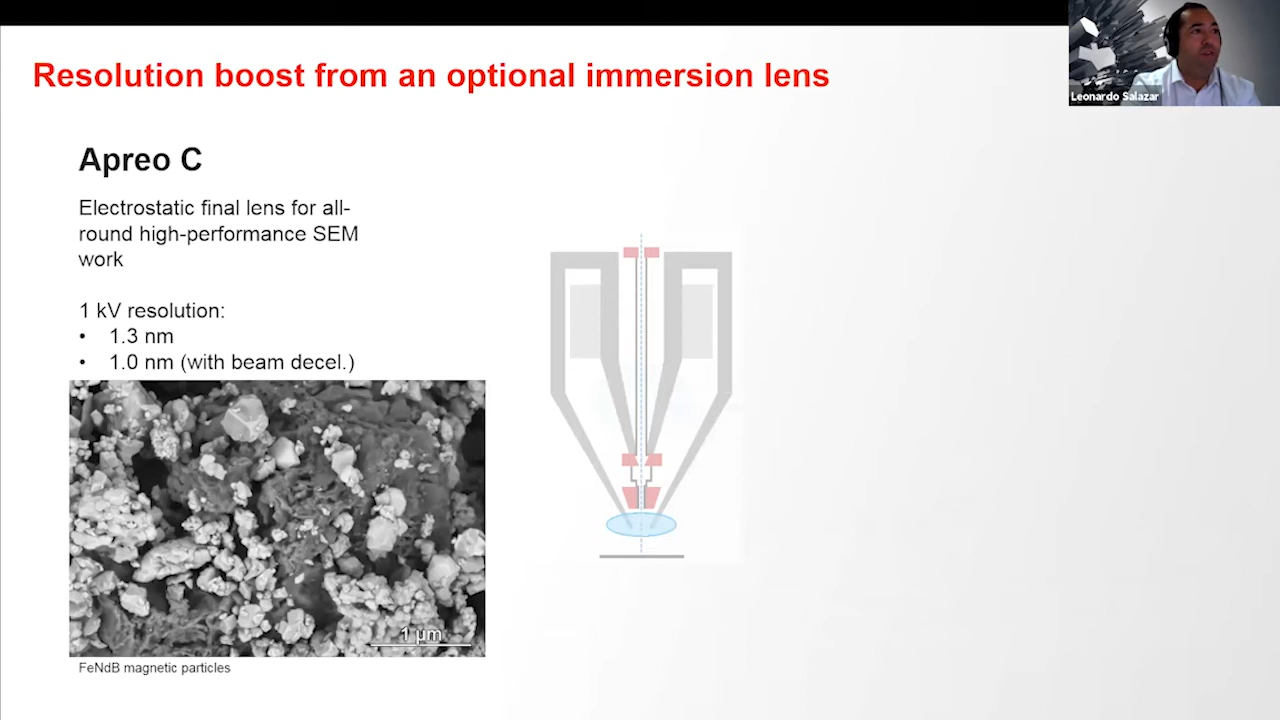 Resolution boost from an optional immersion lens
Leonardo Salazar
Apreo C
Electrostatic final lens for all-
round high-performance SEM
work
1 kV resolution:
• 1.3 nm
• 1.0 nm (with beam decel.)
1 µm
FeNdB magnetic particles